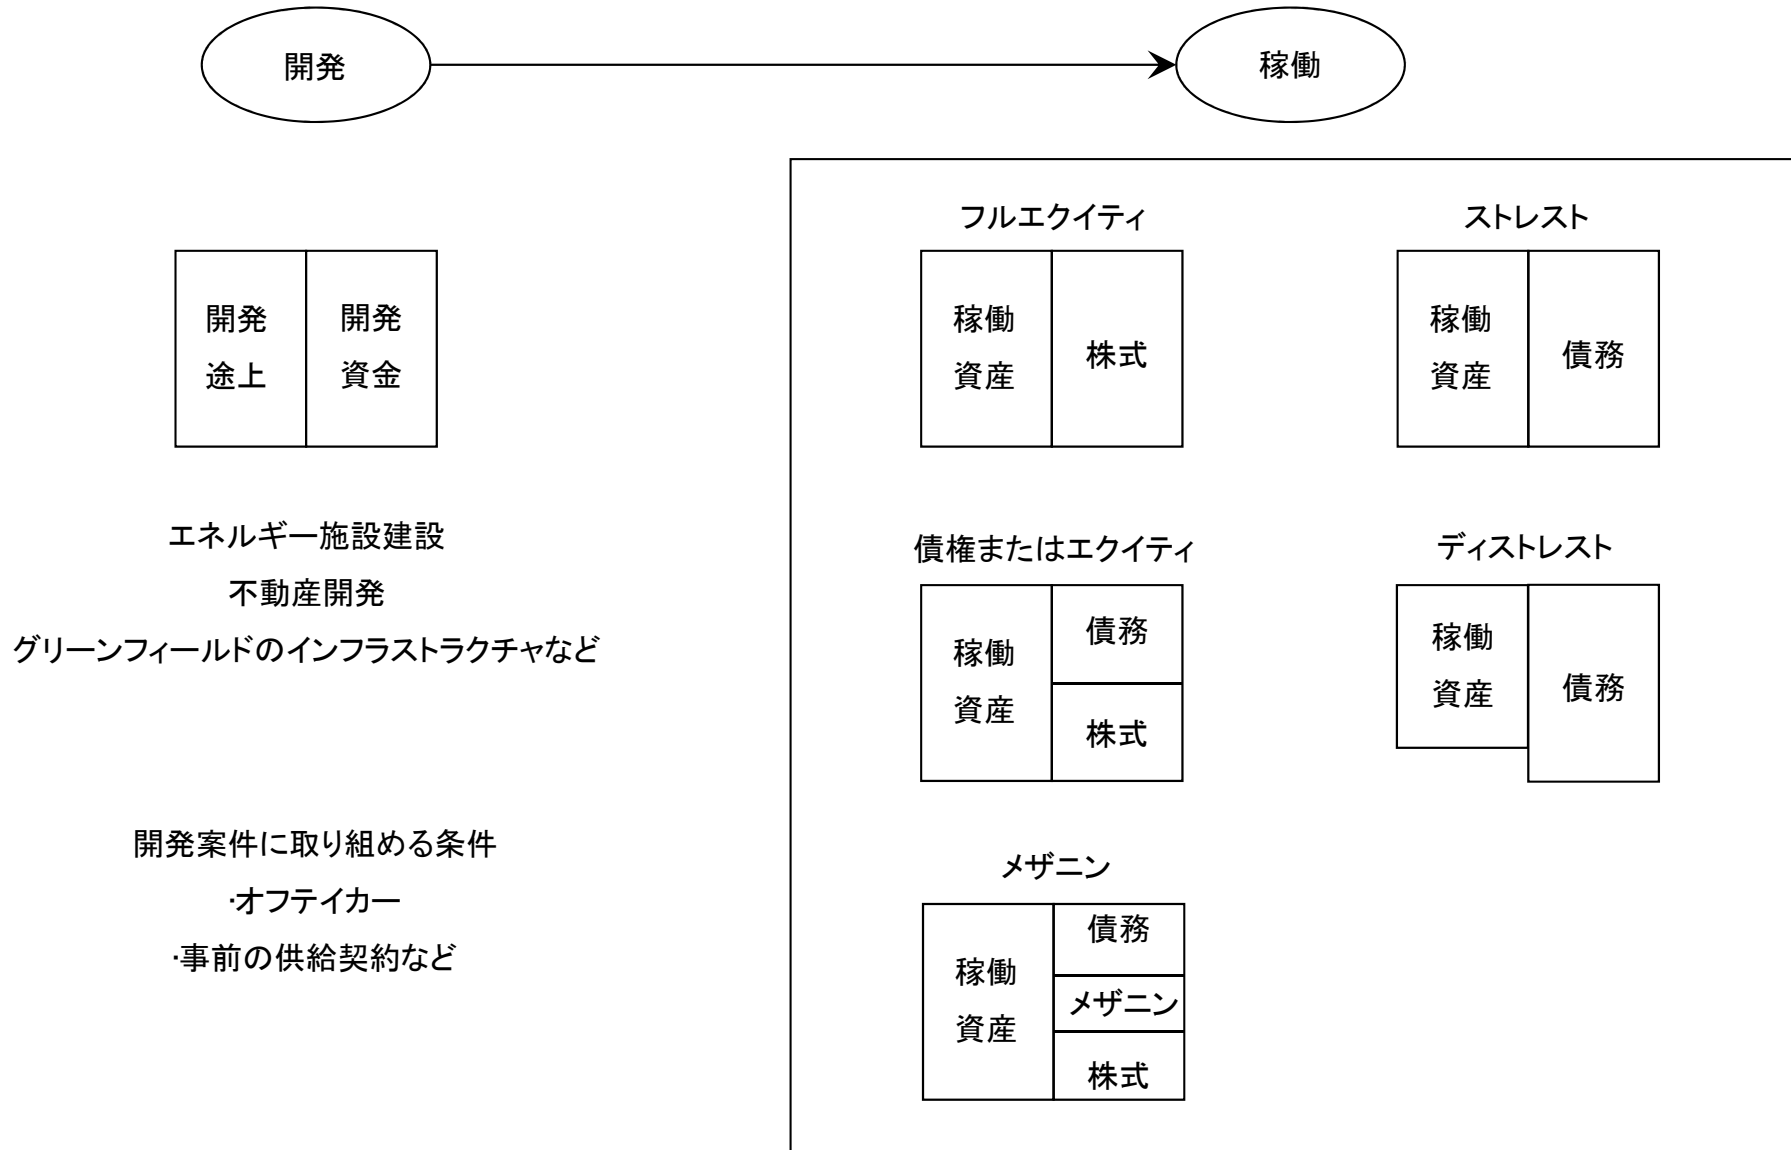 開発
稼働
開発
途上
開発
資金
エネルギー施設建設
不動産開発
グリーンフィールドのインフラストラクチャなど
開発案件に取り組める条件
・オフテイカー
・事前の供給契約など
フルエクイティ
稼働
資産
株式
ストレスト
稼働
資産
債務
債権またはエクイティ
稼働
資産
債務
株式
ディストレスト
稼働
資産
債務
メザニン
稼働
資産
債務
メザニン
株式